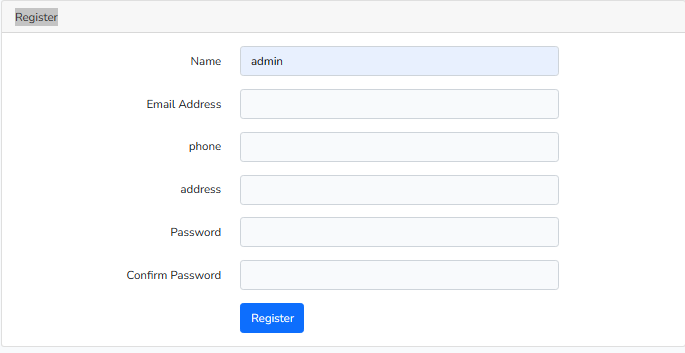 Register
Name admin
Email Address
phone
address
Password
Confirm Password
Register